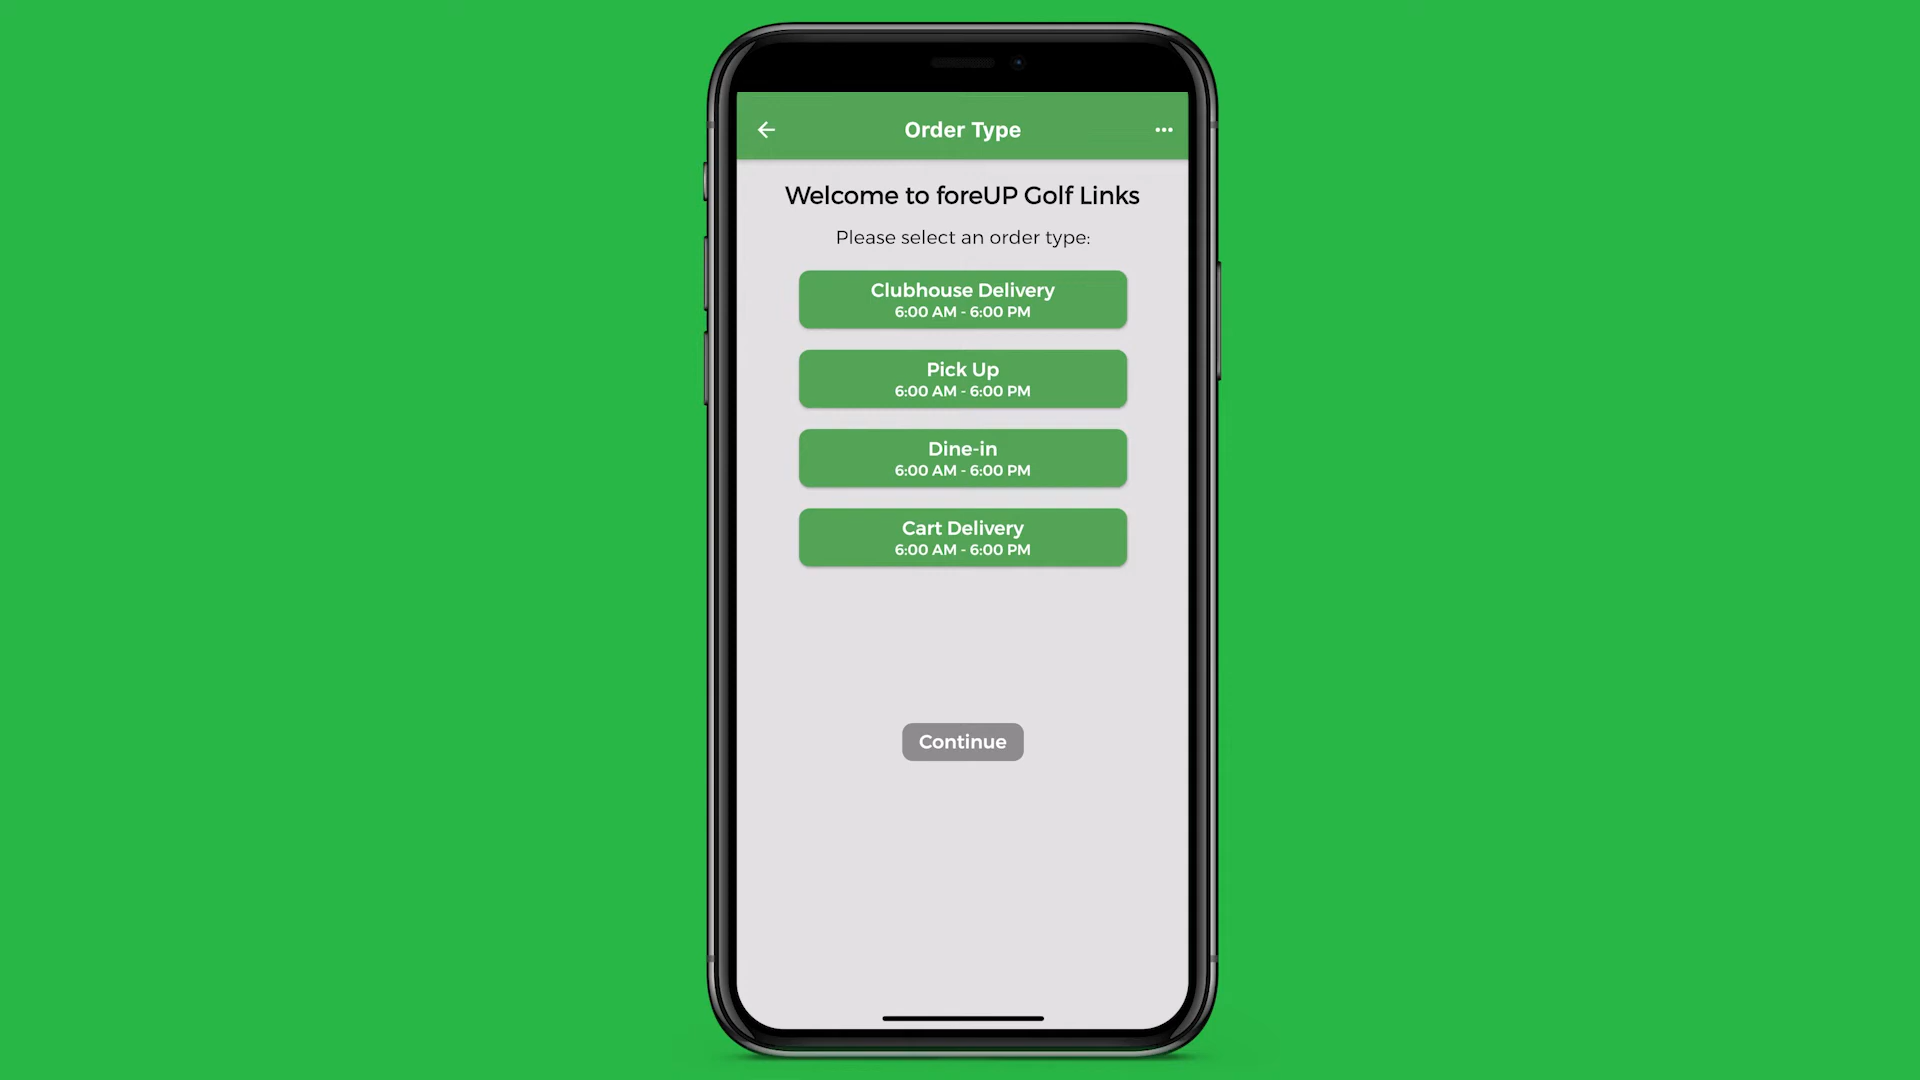 Order Type
Welcome to foreUP Golf Links
Please select an order type:
Clubhouse Delivery
6:00 AM - 6:00 PM
Pick Up
6:00 AM - 6:00 PM
Dine-in
6:00 AM - 6:00 PM
Cart Delivery
6:00 AM - 6:00 PM
Continue